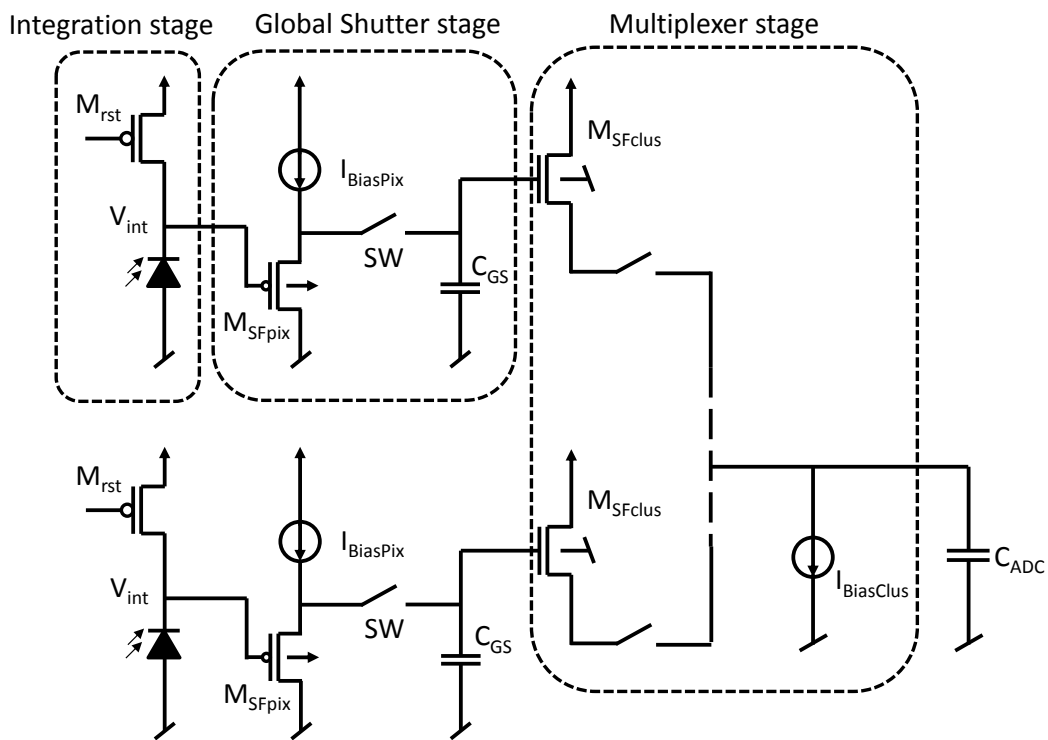 Integration stage
Global Shutter stage
Multiplexer stage
M_rst
I_BiasPix
V_int
SW
C_GS
M_SFpix
M_SFclus
M_rst
I_BiasPix
V_int
SW
C_GS
M_SFpix
M_SFclus
I_BiasClus
C_ADC